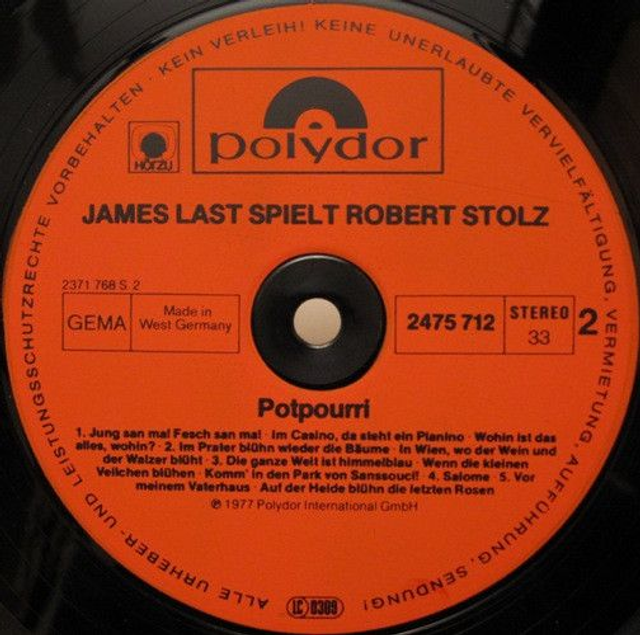 ALLE URHEBER- UND LEISTUNGSSCHUTZRECHTE VORBEHALTEN · KEIN VERLEIH! KEINE UNERLAUBTE VERVIELFÄLTIGUNG, VERMIETUNG, AUFFÜHRUNG, SENDUNG!
polydor
HÖRZU
JAMES LAST SPIELT ROBERT STOLZ
2371 768 S 2
GEMA
Made in
West Germany
2475 712
STEREO
33
2
Potpourri
1. Jung san ma! Fesch san ma! · Im Casino, da steht ein Pianino · Wohin ist das
alles, wohin? · 2. Im Prater blühn wieder die Bäume · In Wien, wo der Wein und
der Walzer blüht · 3. Die ganze Welt ist himmelblau · Wenn die kleinen
Veilchen blühen · Komm' in den Park von Sanssouci! · 4. Salome · 5. Vor
meinem Vaterhaus · Auf der Heide blühn die letzten Rosen
℗ 1977 Polydor International GmbH
LC 0309